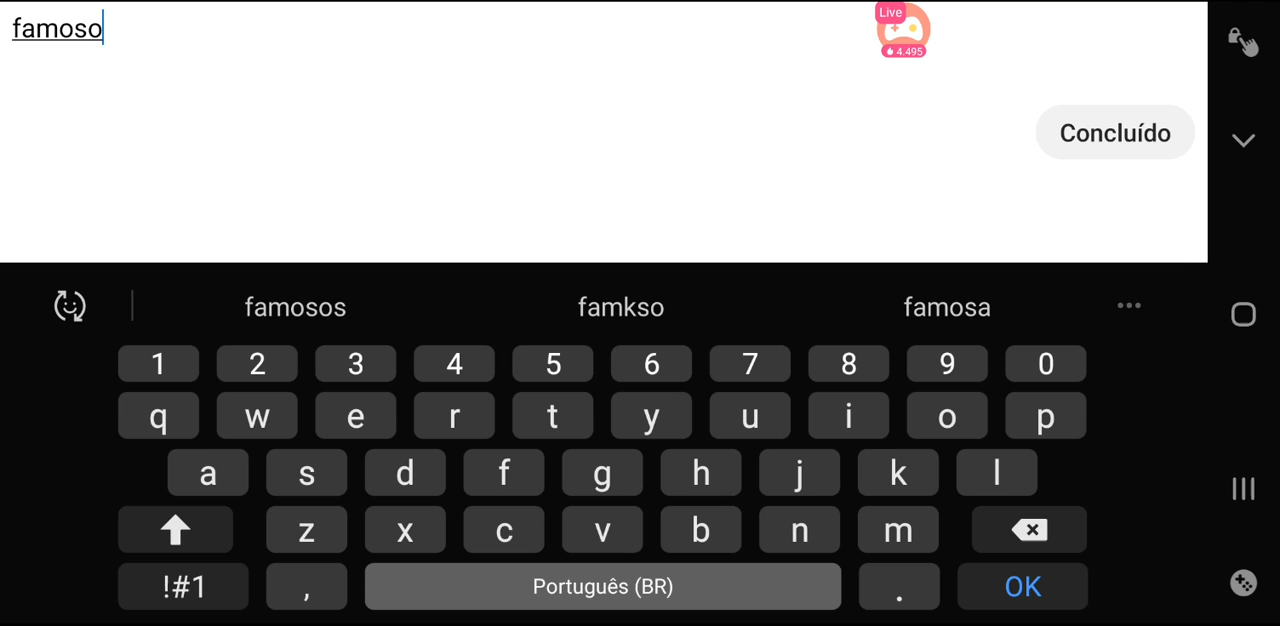 famoso
Live
4.495
Concluído
famosos famkso famosa
1 2 3 4 5 6 7 8 9 0
q w e r t y u i o p
a s d f g h j k l
z x c v b n m
!#1 , Português (BR) . OK